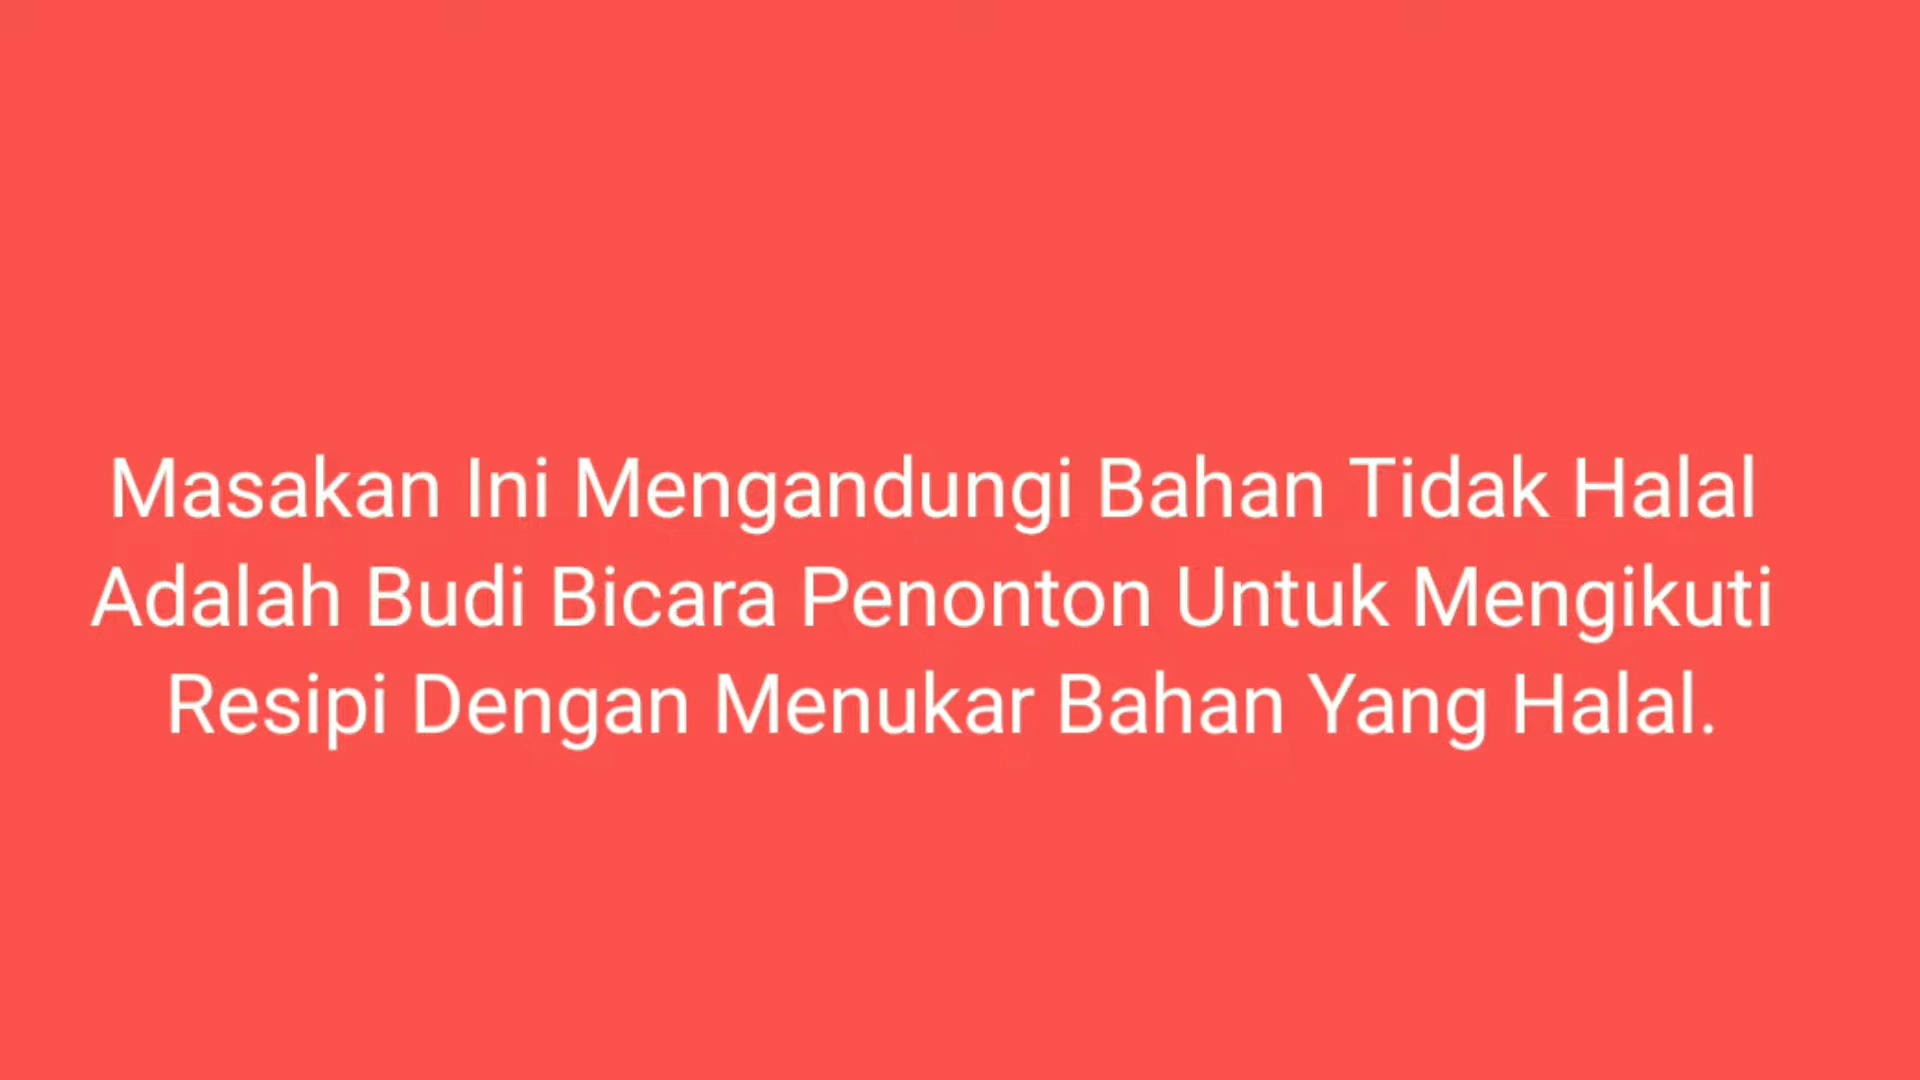 Masakan Ini Mengandungi Bahan Tidak Halal
Adalah Budi Bicara Penonton Untuk Mengikuti
Resipi Dengan Menukar Bahan Yang Halal.